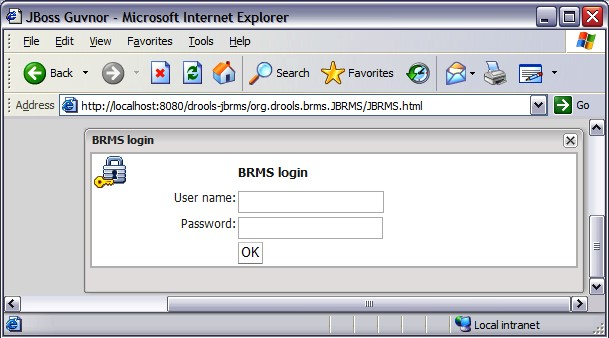 JBoss Guvnor - Microsoft Internet Explorer
File Edit View Favorites Tools Help
Back Search Favorites
Address http://localhost:8080/drools-jbrms/org.drools.brms.JBRMS/JBRMS.html Go
BRMS login
BRMS login
User name:
Password:
OK
Local intranet